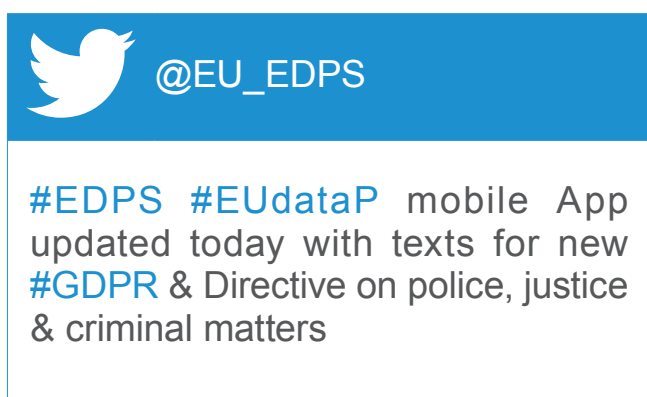 @EU_EDPS
#EDPS #EUdataP mobile App
updated today with texts for new
#GDPR & Directive on police, justice
& criminal matters